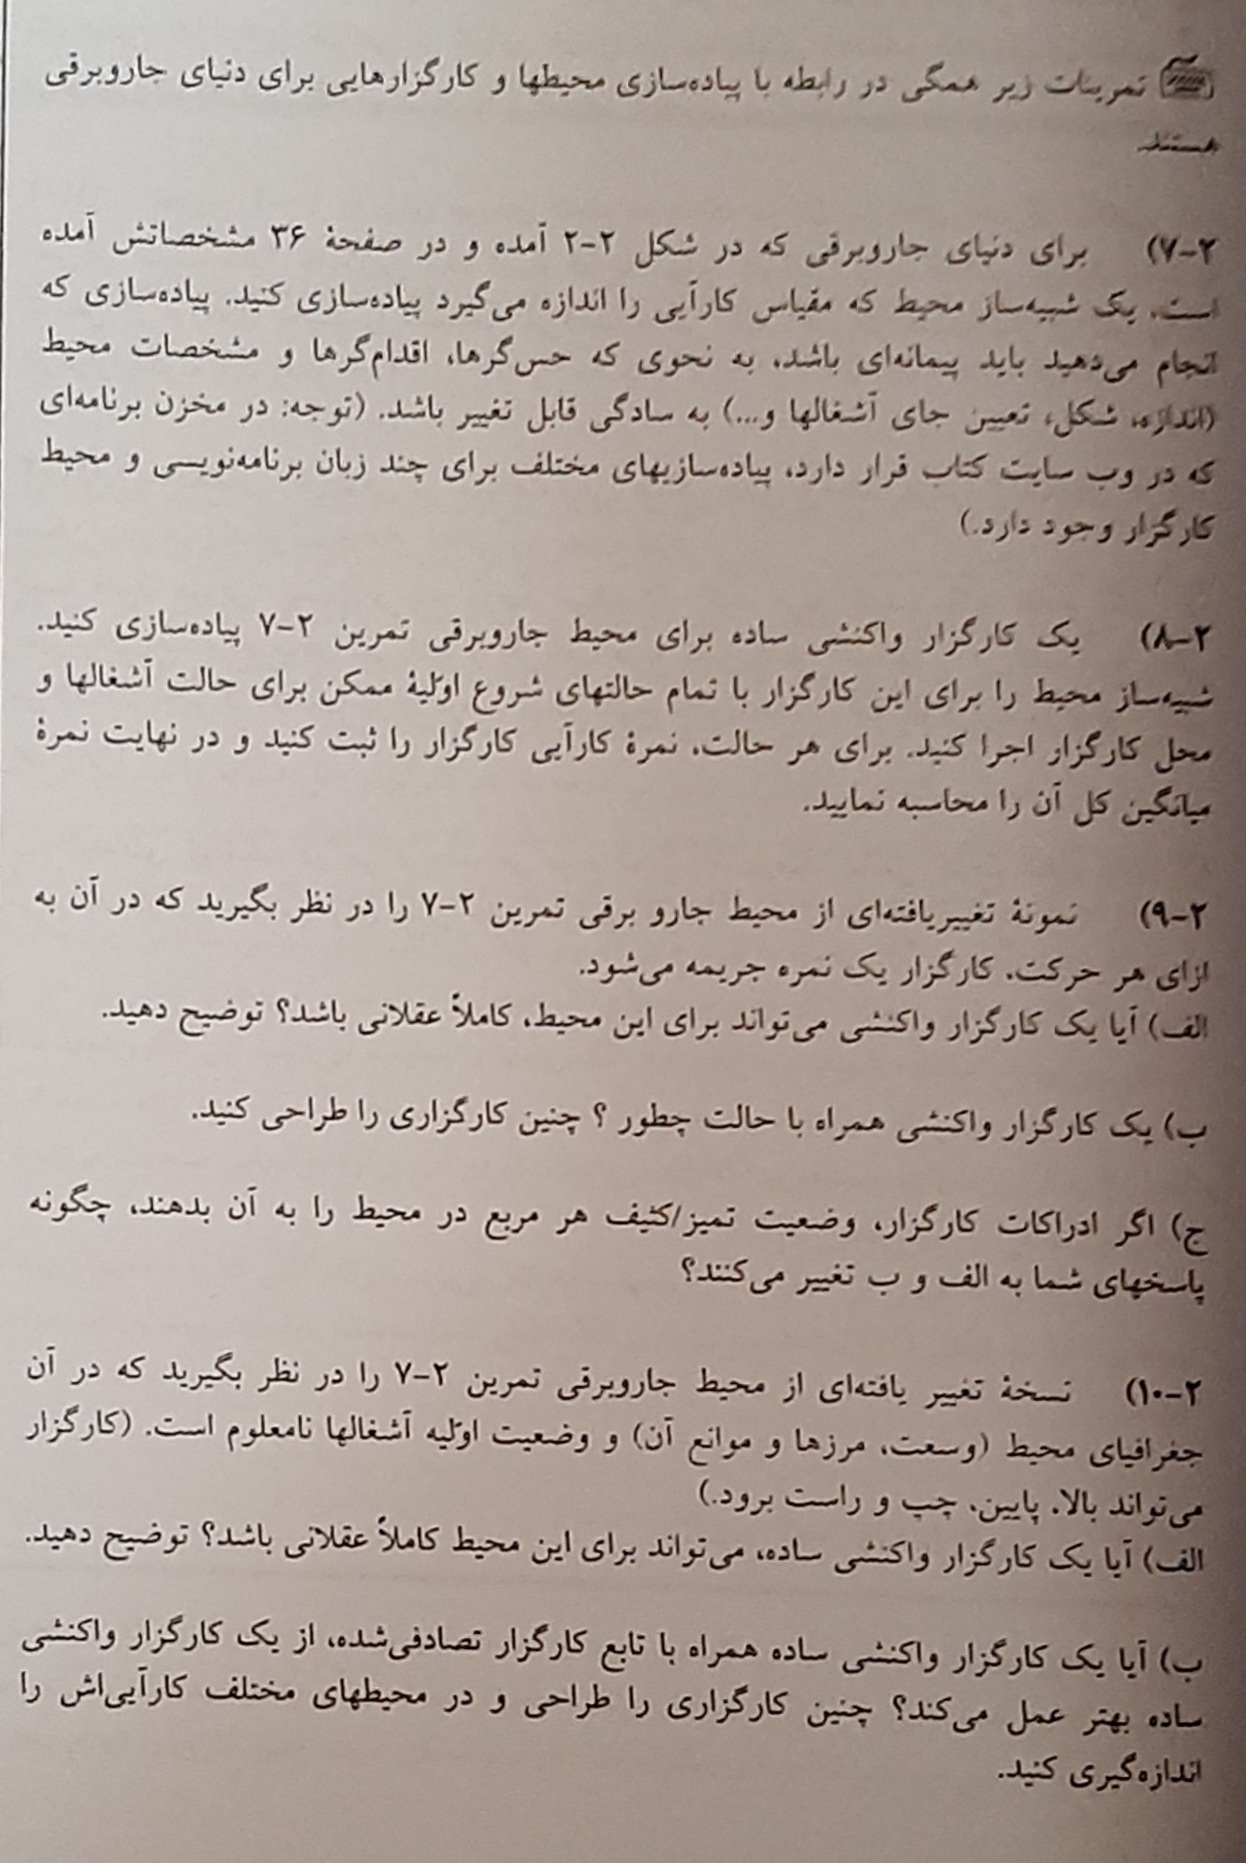 تمرینات زیر همگی در رابطه با پیاده‌سازی محیطها و کارگزارهایی برای دنیای جاروبرقی
هستند.
۷-۲) برای دنیای جاروبرقی که در شکل ۲-۲ آمده و در صفحهٔ ۳۶ مشخصاتش آمده
است، یک شبیه‌ساز محیط که مقیاس کارآیی را اندازه می‌گیرد پیاده‌سازی کنید. پیاده‌سازی که
انجام می‌دهید باید پیمانه‌ای باشد، به نحوی که حس‌گرها، اقدام‌گرها و مشخصات محیط
(اندازه، شکل، تعیین جای آشغالها و...) به سادگی قابل تغییر باشد. (توجه: در مخزن برنامه‌ای
که در وب سایت کتاب قرار دارد، پیاده‌سازیهای مختلف برای چند زبان برنامه‌نویسی و محیط
کارگزار وجود دارد.)
۸-۲) یک کارگزار واکنشی ساده برای محیط جاروبرقی تمرین ۲-۷ پیاده‌سازی کنید.
شبیه‌ساز محیط را برای این کارگزار با تمام حالتهای شروع اوّلیهٔ ممکن برای حالت آشغالها و
محل کارگزار اجرا کنید. برای هر حالت، نمرهٔ کارآیی کارگزار را ثبت کنید و در نهایت نمرهٔ
میانگین کل آن را محاسبه نمایید.
۹-۲) نمونهٔ تغییریافته‌ای از محیط جارو برقی تمرین ۲-۷ را در نظر بگیرید که در آن به
ازای هر حرکت، کارگزار یک نمره جریمه می‌شود.
الف) آیا یک کارگزار واکنشی می‌تواند برای این محیط، کاملاً عقلانی باشد؟ توضیح دهید.
ب) یک کارگزار واکنشی همراه با حالت چطور ؟ چنین کارگزاری را طراحی کنید.
ج) اگر ادراکات کارگزار، وضعیت تمیز/کثیف هر مربع در محیط را به آن بدهند، چگونه
پاسخهای شما به الف و ب تغییر می‌کنند؟
۱۰-۲) نسخهٔ تغییر یافته‌ای از محیط جاروبرقی تمرین ۲-۷ را در نظر بگیرید که در آن
جغرافیای محیط (وسعت، مرزها و موانع آن) و وضعیت اوّلیه آشغالها نامعلوم است. (کارگزار
می‌تواند بالا، پایین، چپ و راست برود.)
الف) آیا یک کارگزار واکنشی ساده، می‌تواند برای این محیط کاملاً عقلانی باشد؟ توضیح دهید.
ب) آیا یک کارگزار واکنشی ساده همراه با تابع کارگزار تصادفی‌شده، از یک کارگزار واکنشی
ساده بهتر عمل می‌کند؟ چنین کارگزاری را طراحی و در محیطهای مختلف کارآیی‌اش را
اندازه‌گیری کنید.